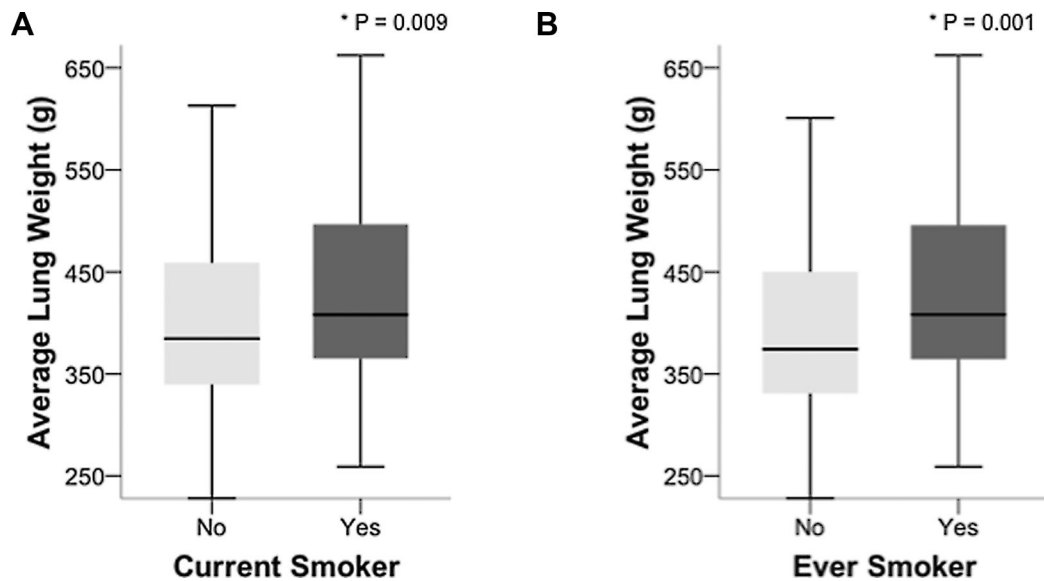 A
* P = 0.009
Average Lung Weight (g)
650
550
450
350
250
No Yes
Current Smoker
B
* P = 0.001
Average Lung Weight (g)
650
550
450
350
250
No Yes
Ever Smoker